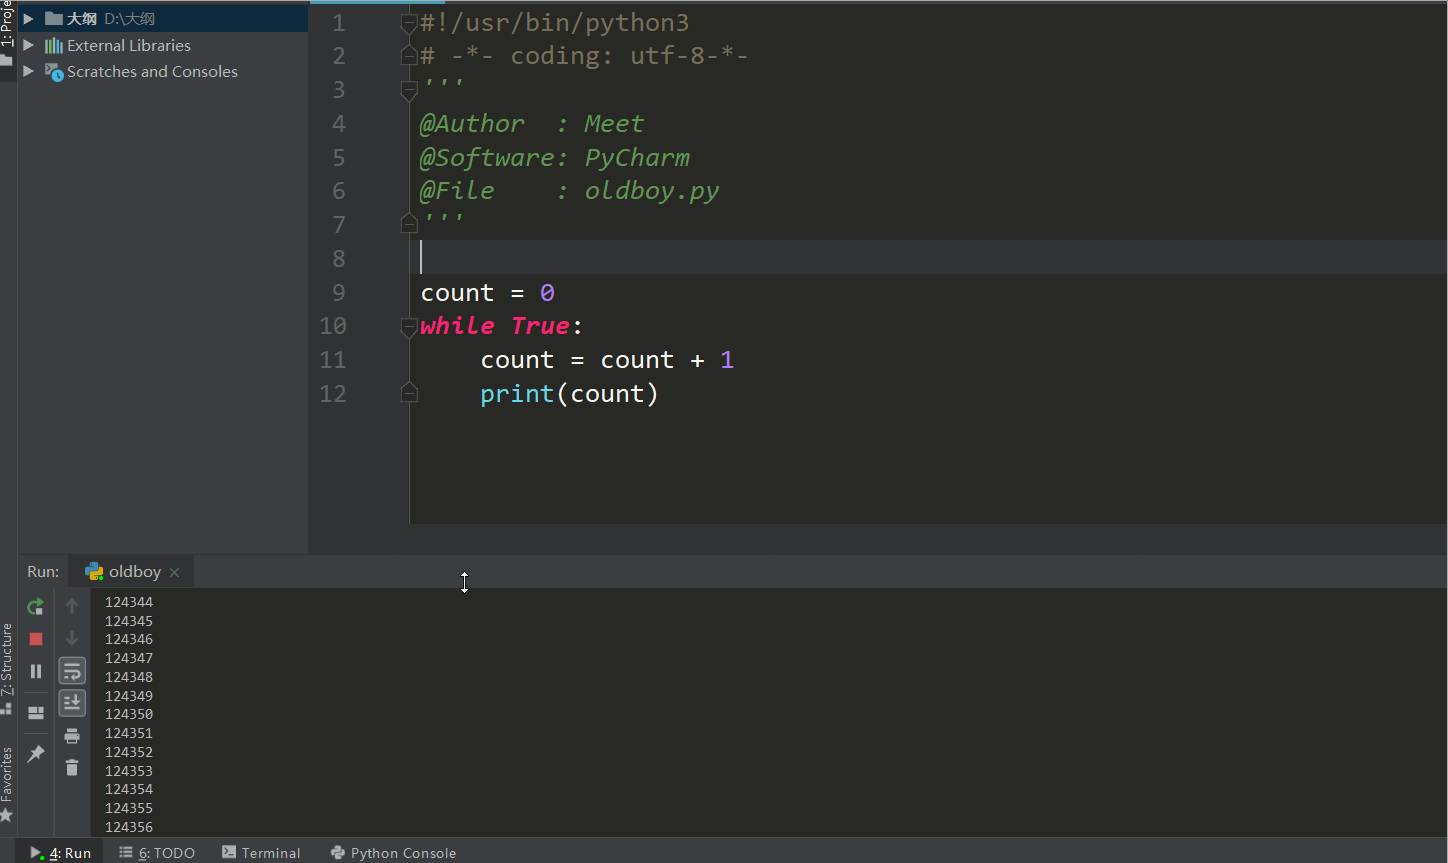 1: Proje
大纲 D:\大纲
External Libraries
Scratches and Consoles
1 #!/usr/bin/python3
2 # -*- coding: utf-8-*-
3 '''
4 @Author  : Meet
5 @Software: PyCharm
6 @File    : oldboy.py
7 '''
8
9 count = 0
10 while True:
11     count = count + 1
12     print(count)
Run: oldboy
124344
124345
124346
124347
124348
124349
124350
124351
124352
124353
124354
124355
124356
7: Structure
Favorites
4: Run 6: TODO Terminal Python Console